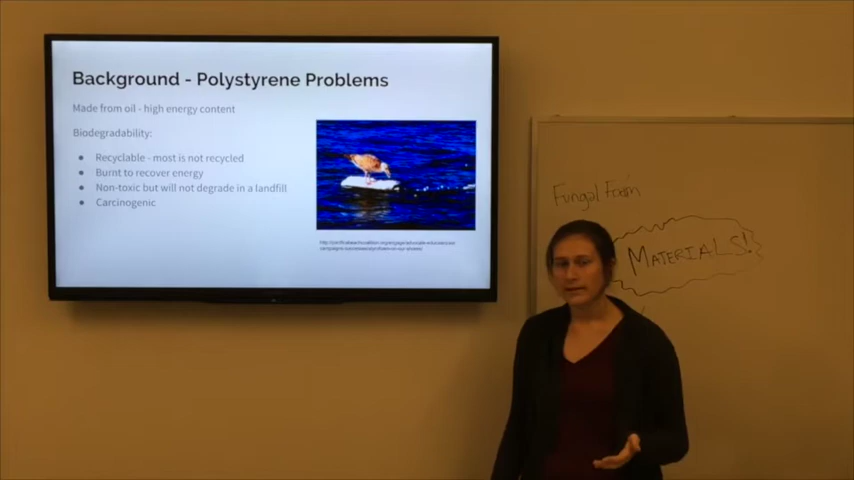 Background - Polystyrene Problems
Made from oil - high energy content
Biodegradability:
Recyclable - most is not recycled
Burnt to recover energy
Non-toxic but will not degrade in a landfill
Carcinogenic
Fungal Foam
MATERIALS!